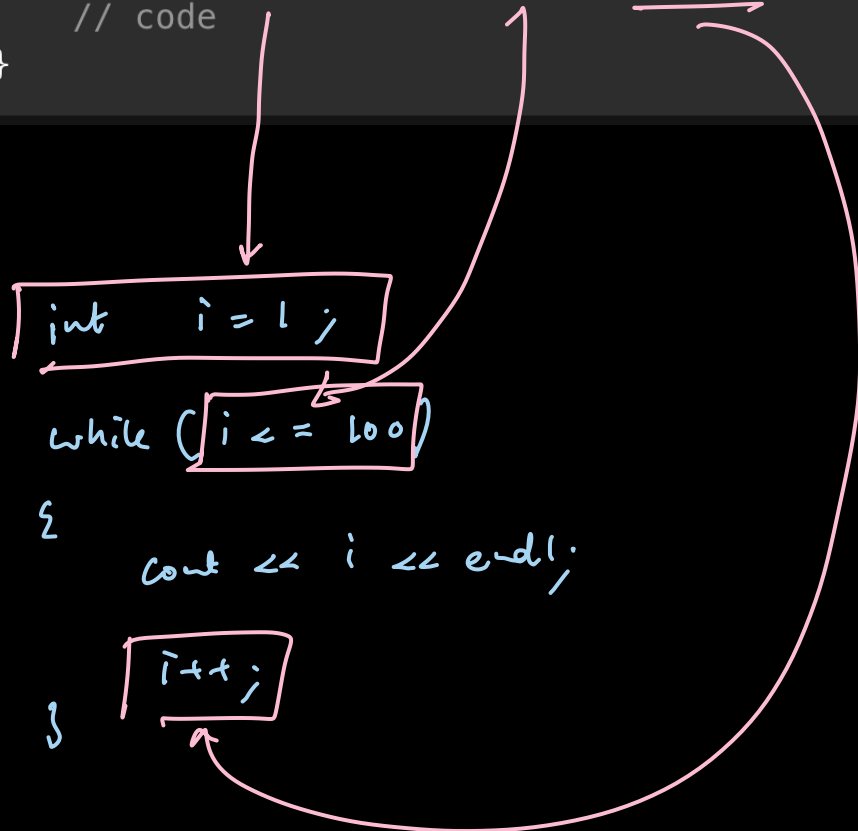 // code
}
int i = 1 ;
while ( i <= 100 )
{
cout << i << endl;
i++ ;
}